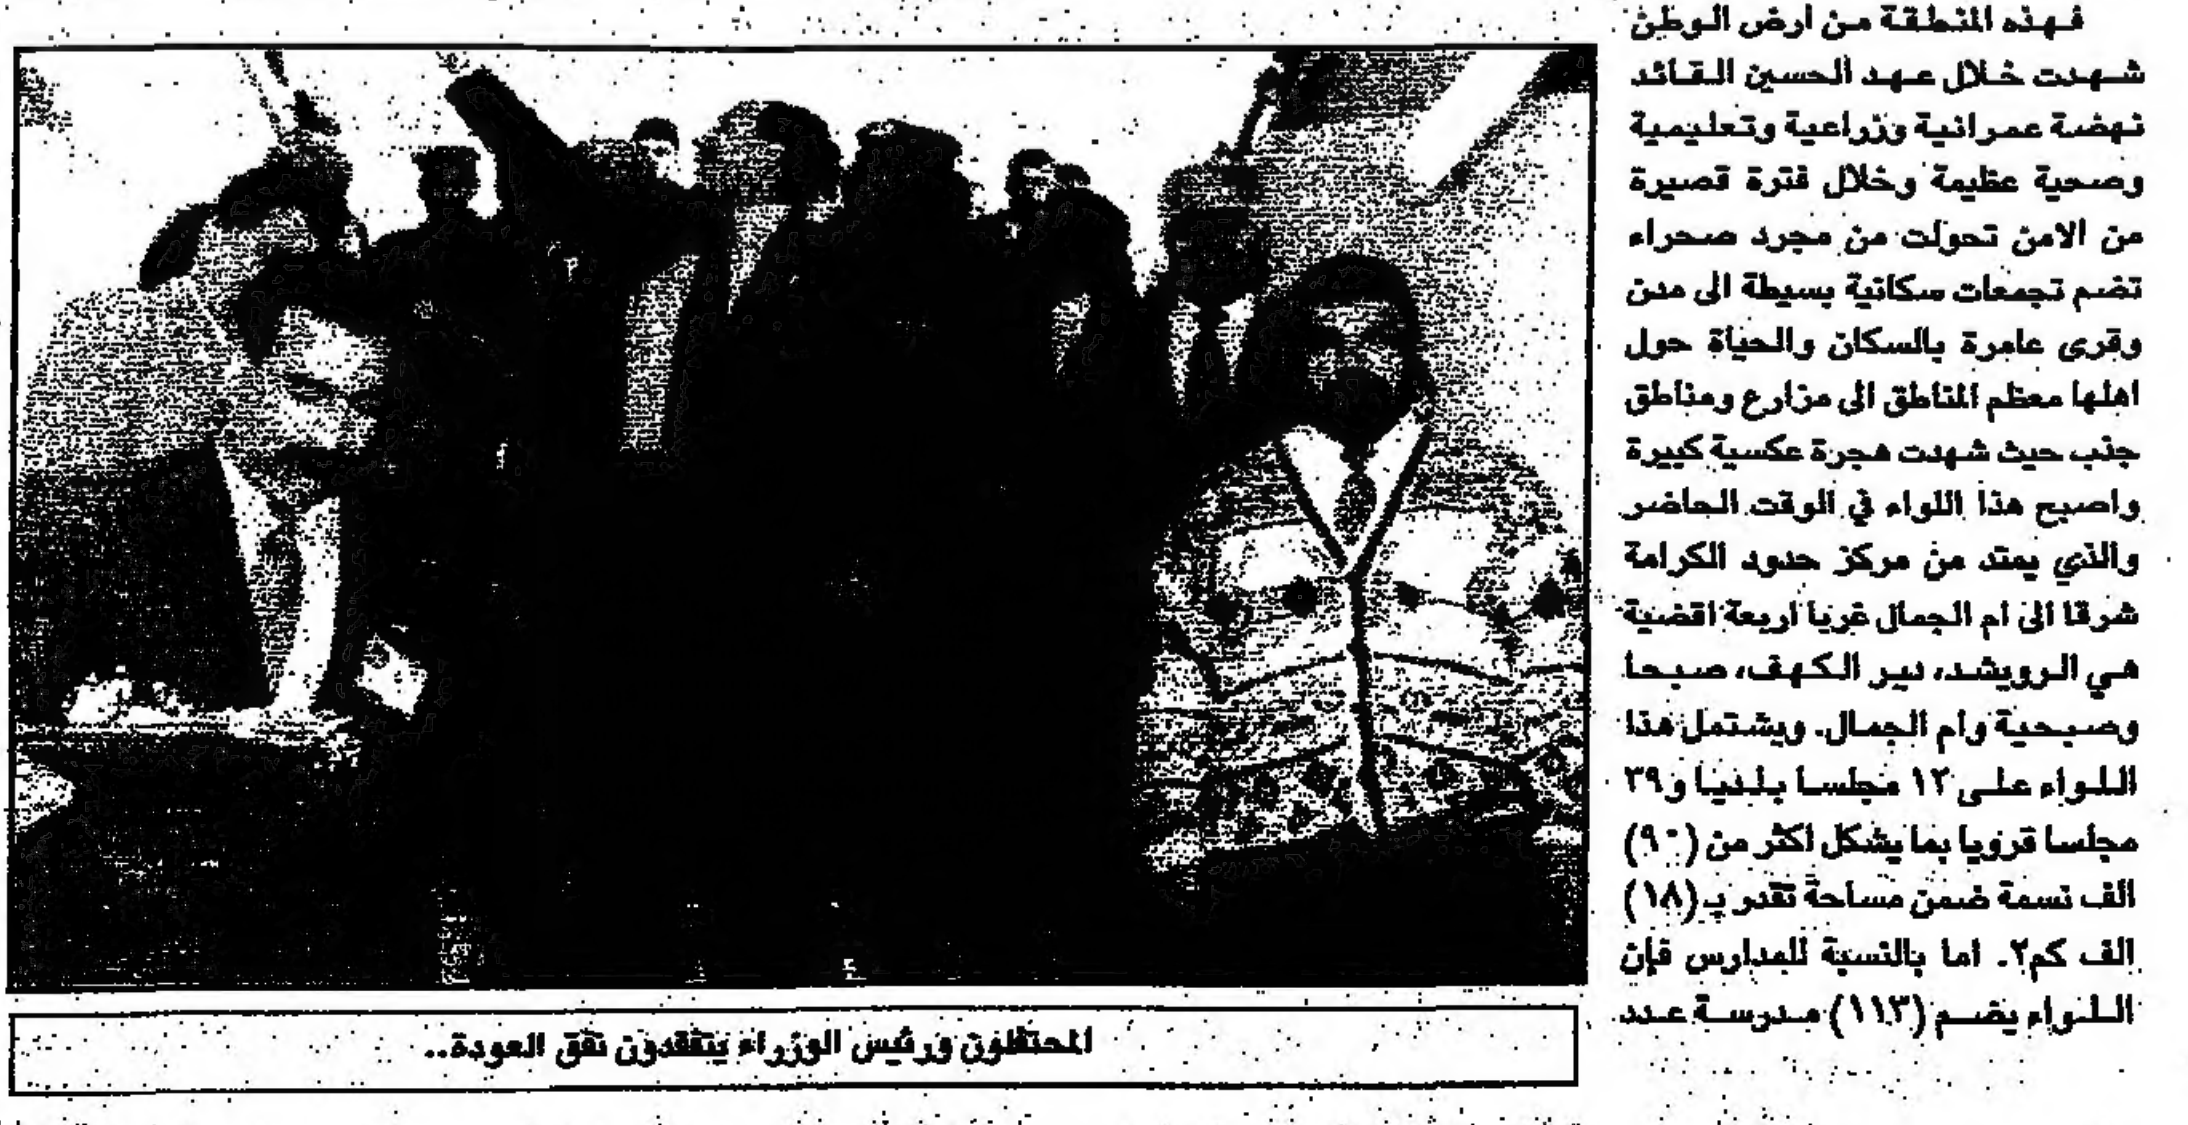 فهذه المنطقة من ارض الوطن
شهدت خلال عهد الحسين القائد
نهضة عمرانية وزراعية وتعليمية
وصحية عظيمة وخلال فترة قصيرة
من الامن تحولت من مجرد صحراء
تضم تجمعات سكانية بسيطة الى مدن
وقرى عامرة بالسكان والحياة حول
اهلها معظم المناطق الى مزارع ومناطق
جذب حيث شهدت هجرة عكسية كبيرة
واصبح هذا اللواء في الوقت الحاضر
والذي يمتد من مركز حدود الكرامة
شرقا الى ام الجمال غربا اربعة اقضية
هي الرويشد، دير الكهف، صبحا
وصبحية وام الجمال. ويشتمل هذا
اللواء على ١٢ مجلسا بلديا و٣٩
مجلسا قرويا بما يشكل اكثر من (٩٠)
الف نسمة ضمن مساحة تقدر بـ (١٨)
الف كم٢. اما بالنسبة للمدارس فإن
اللواء يضم (١١٣) مدرسة عدد
المحتفلون ورئيس الوزراء يتفقدون نفق العودة..